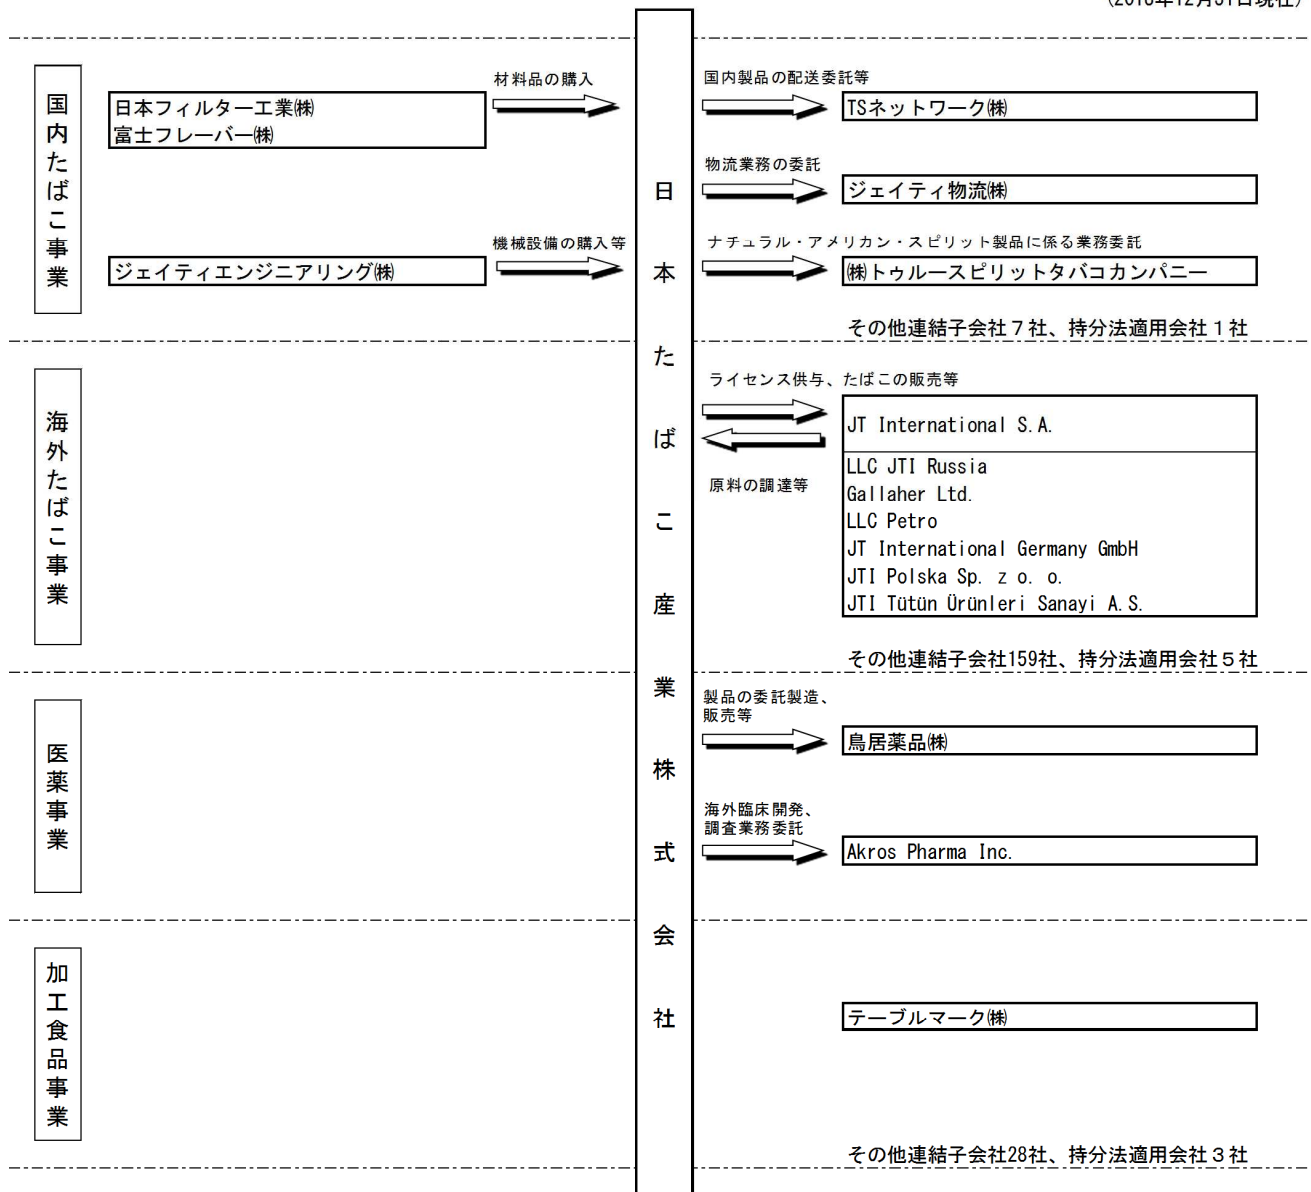 国内たばこ事業
材料品の購入
日本フィルター工業㈱
富士フレーバー㈱
機械設備の購入等
ジェイティエンジニアリング㈱
日本たばこ産業株式会社
国内製品の配送委託等
TSネットワーク㈱
物流業務の委託
ジェイティ物流㈱
ナチュラル・アメリカン・スピリット製品に係る業務委託
㈱トゥルースピリットタバコカンパニー
その他連結子会社７社、持分法適用会社１社
海外たばこ事業
ライセンス供与、たばこの販売等
JT International S.A.
原料の調達等
LLC JTI Russia
Gallaher Ltd.
LLC Petro
JT International Germany GmbH
JTI Polska Sp. z o. o.
JTI Tütün Ürünleri Sanayi A.S.
その他連結子会社159社、持分法適用会社５社
医薬事業
製品の委託製造、
販売等
鳥居薬品㈱
海外臨床開発、
調査業務委託
Akros Pharma Inc.
加工食品事業
テーブルマーク㈱
その他連結子会社28社、持分法適用会社３社